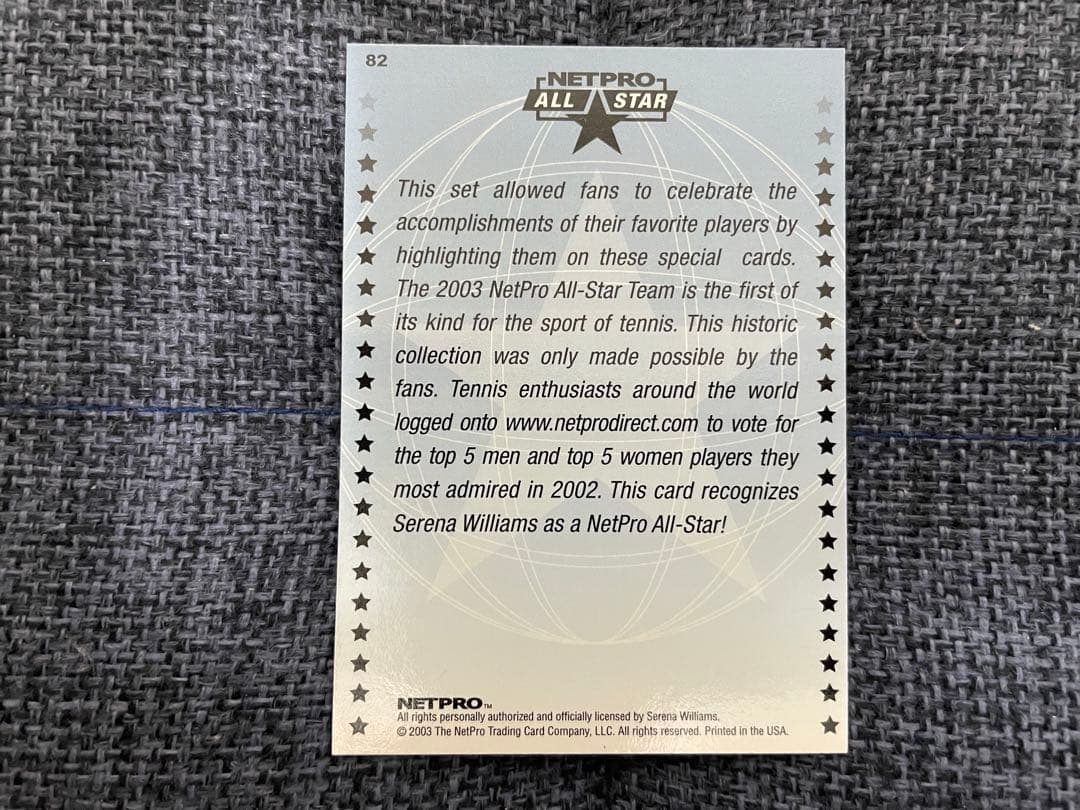 82
NETPRO
ALL STAR
This set allowed fans to celebrate the
accomplishments of their favorite players by
highlighting them on these special cards.
The 2003 NetPro All-Star Team is the first of
its kind for the sport of tennis. This historic
collection was only made possible by the
fans. Tennis enthusiasts around the world
logged onto www.netprodirect.com to vote for
the top 5 men and top 5 women players they
most admired in 2002. This card recognizes
Serena Williams as a NetPro All-Star!
NETPRO™
All rights personally authorized and officially licensed by Serena Williams.
© 2003 The NetPro Trading Card Company, LLC. All rights reserved. Printed in the USA.